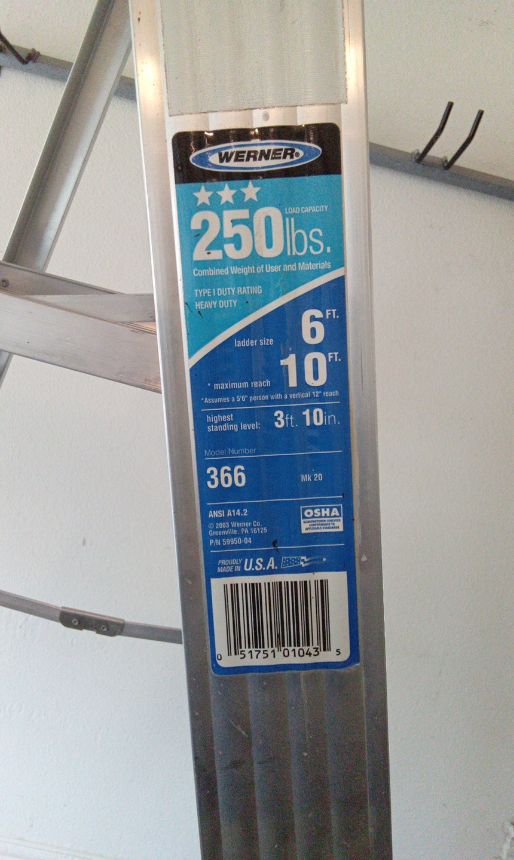 WERNER®
LOAD CAPACITY
250lbs.
Combined Weight of User and Materials
TYPE I DUTY RATING
HEAVY DUTY
ladder size 6 FT.
* maximum reach 10 FT.
*Assumes a 5'6" person with a vertical 12" reach
highest
standing level: 3ft. 10in.
Model Number
366 Mk 20
ANSI A14.2
© 2003 Werner Co.
Greenville, PA 16125
P/N 59950-04
OSHA
PROUDLY
MADE IN U.S.A.
0 51751 01043 5